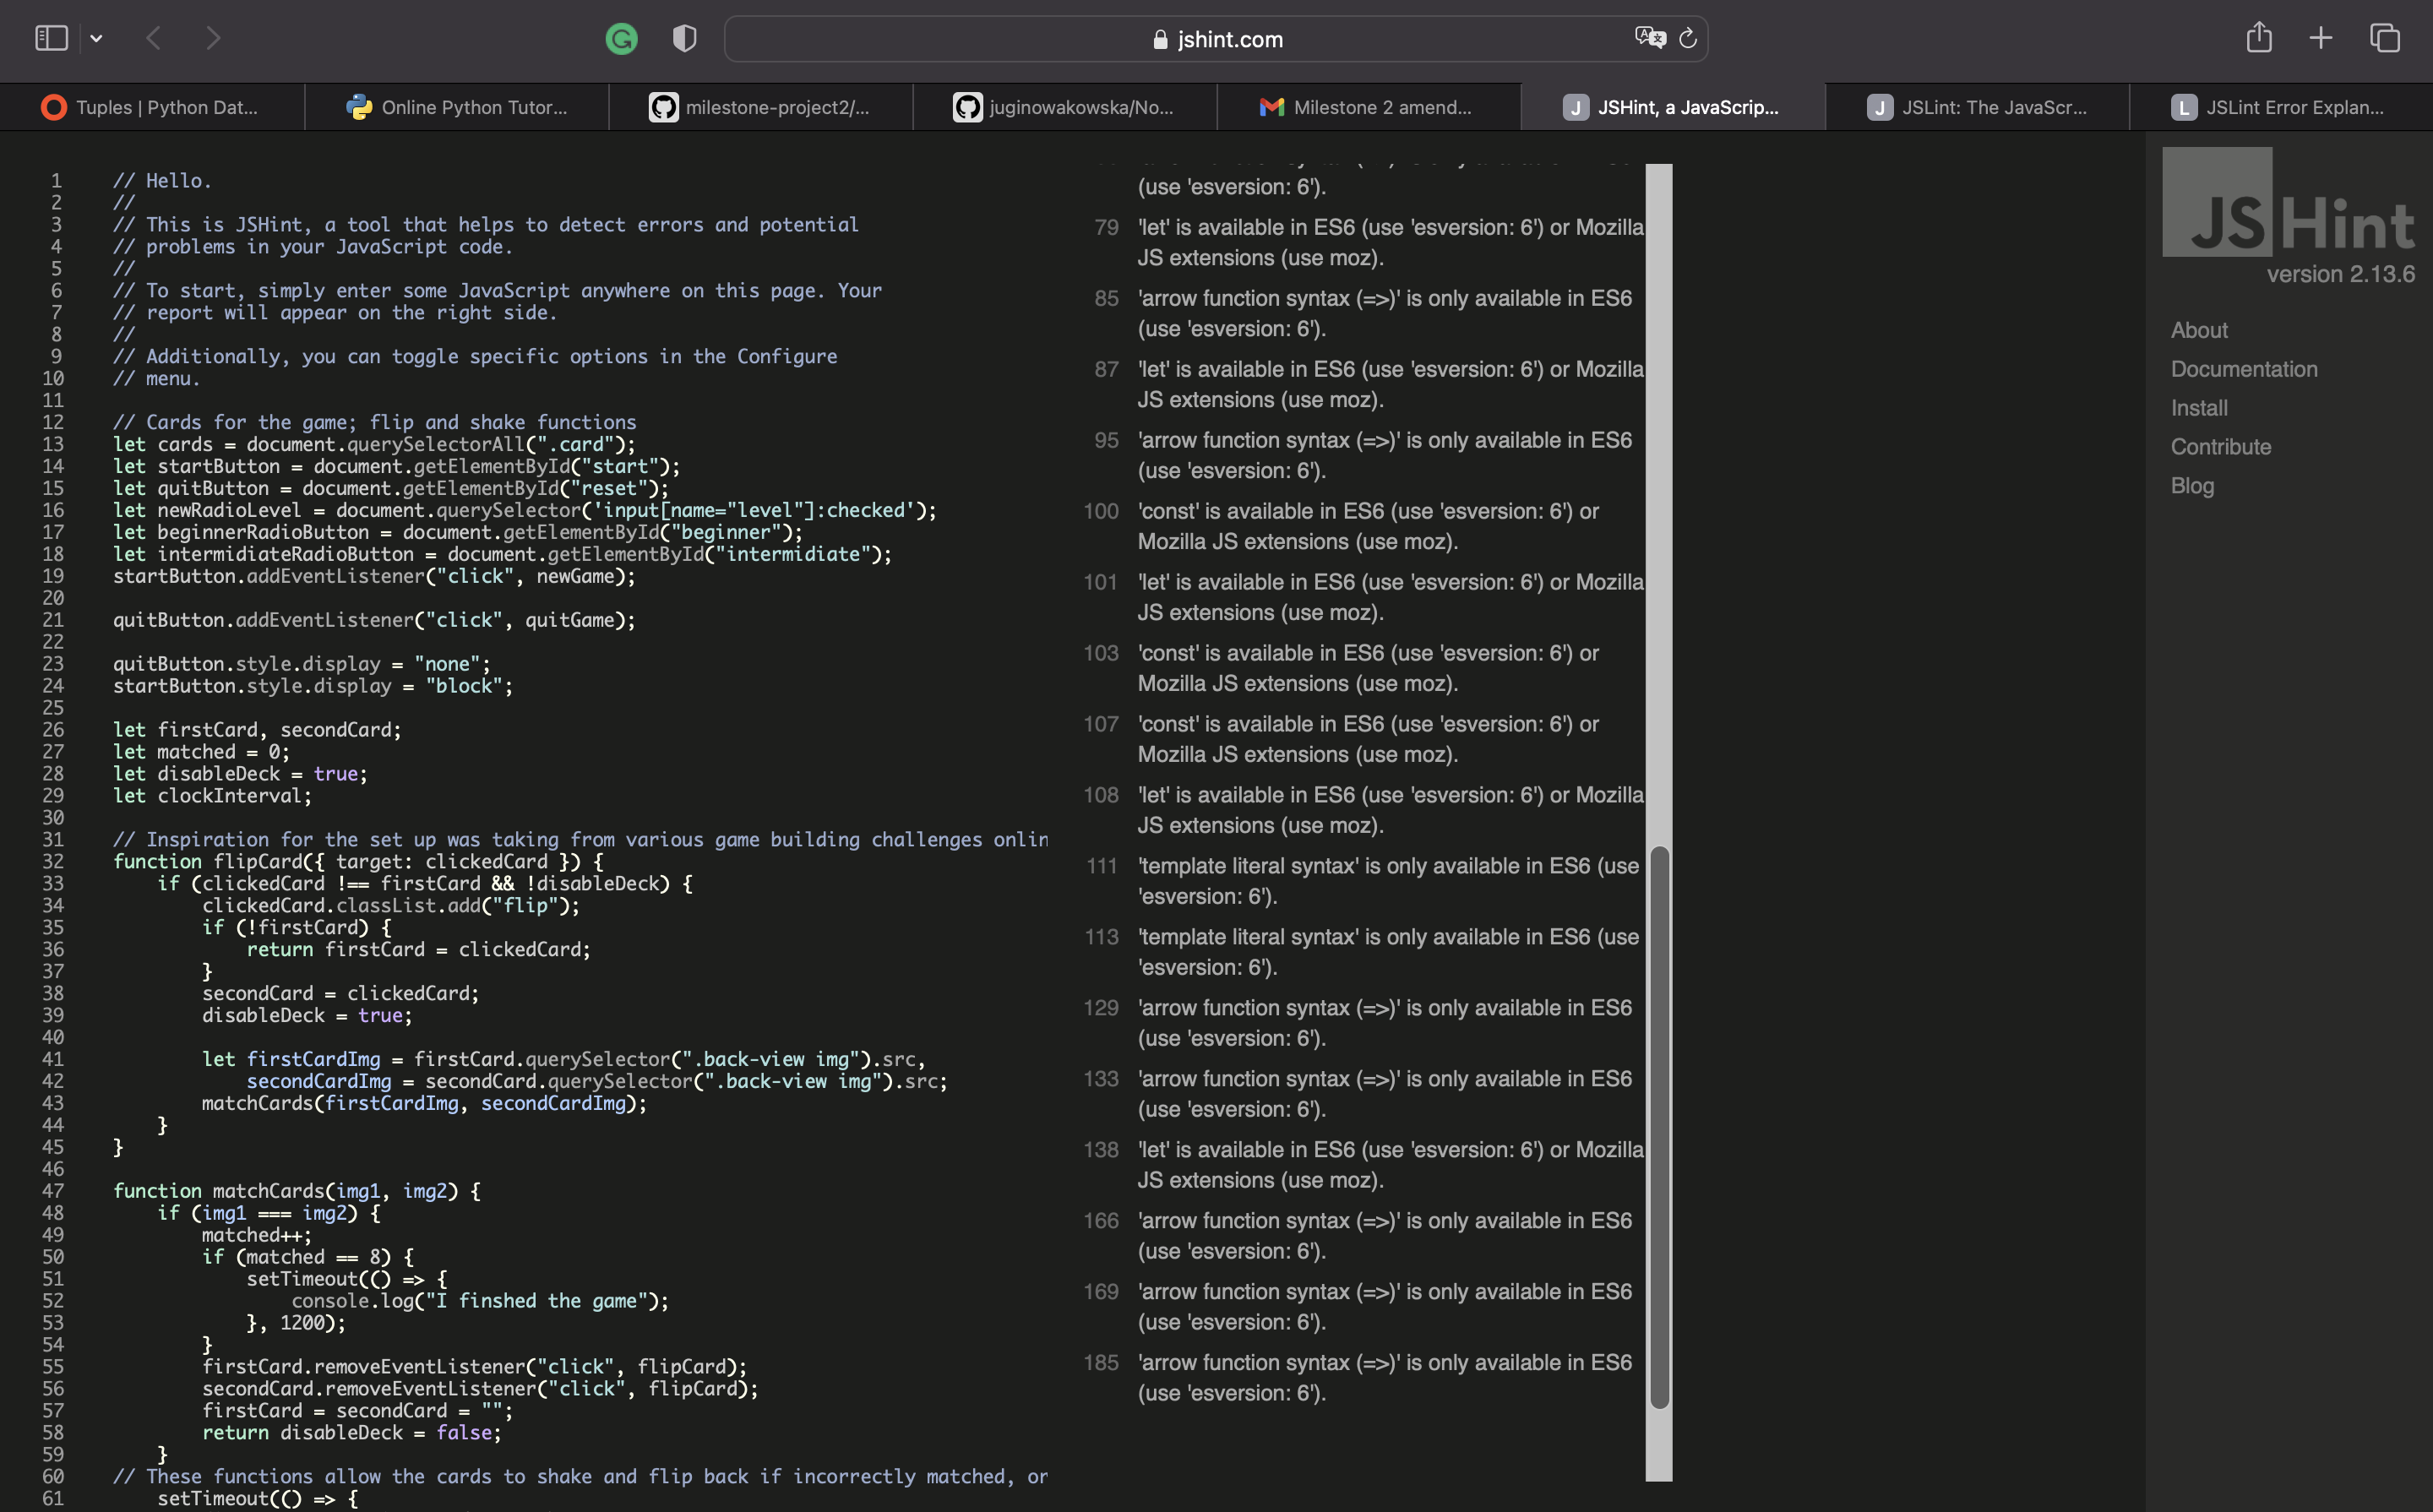 jshint.com
Tuples | Python Dat...
Online Python Tutor...
milestone-project2/...
juginowakowska/No...
Milestone 2 amend...
JSHint, a JavaScrip...
JSLint: The JavaScr...
JSLint Error Explan...
1 // Hello.
2 //
3 // This is JSHint, a tool that helps to detect errors and potential
4 // problems in your JavaScript code.
5 //
6 // To start, simply enter some JavaScript anywhere on this page. Your
7 // report will appear on the right side.
8 //
9 // Additionally, you can toggle specific options in the Configure
10 // menu.
11
12 // Cards for the game; flip and shake functions
13 let cards = document.querySelectorAll(".card");
14 let startButton = document.getElementById("start");
15 let quitButton = document.getElementById("reset");
16 let newRadioLevel = document.querySelector('input[name="level"]:checked');
17 let beginnerRadioButton = document.getElementById("beginner");
18 let intermidiateRadioButton = document.getElementById("intermidiate");
19 startButton.addEventListener("click", newGame);
20
21 quitButton.addEventListener("click", quitGame);
22
23 quitButton.style.display = "none";
24 startButton.style.display = "block";
25
26 let firstCard, secondCard;
27 let matched = 0;
28 let disableDeck = true;
29 let clockInterval;
30
31 // Inspiration for the set up was taking from various game building challenges onlin
32 function flipCard({ target: clickedCard }) {
33 if (clickedCard !== firstCard && !disableDeck) {
34 clickedCard.classList.add("flip");
35 if (!firstCard) {
36 return firstCard = clickedCard;
37 }
38 secondCard = clickedCard;
39 disableDeck = true;
40
41 let firstCardImg = firstCard.querySelector(".back-view img").src,
42 secondCardImg = secondCard.querySelector(".back-view img").src;
43 matchCards(firstCardImg, secondCardImg);
44 }
45 }
46
47 function matchCards(img1, img2) {
48 if (img1 === img2) {
49 matched++;
50 if (matched == 8) {
51 setTimeout(() => {
52 console.log("I finshed the game");
53 }, 1200);
54 }
55 firstCard.removeEventListener("click", flipCard);
56 secondCard.removeEventListener("click", flipCard);
57 firstCard = secondCard = "";
58 return disableDeck = false;
59 }
60 // These functions allow the cards to shake and flip back if incorrectly matched, or
61 setTimeout(() => {
(use 'esversion: 6').
79 'let' is available in ES6 (use 'esversion: 6') or Mozilla
JS extensions (use moz).
85 'arrow function syntax (=>)' is only available in ES6
(use 'esversion: 6').
87 'let' is available in ES6 (use 'esversion: 6') or Mozilla
JS extensions (use moz).
95 'arrow function syntax (=>)' is only available in ES6
(use 'esversion: 6').
100 'const' is available in ES6 (use 'esversion: 6') or
Mozilla JS extensions (use moz).
101 'let' is available in ES6 (use 'esversion: 6') or Mozilla
JS extensions (use moz).
103 'const' is available in ES6 (use 'esversion: 6') or
Mozilla JS extensions (use moz).
107 'const' is available in ES6 (use 'esversion: 6') or
Mozilla JS extensions (use moz).
108 'let' is available in ES6 (use 'esversion: 6') or Mozilla
JS extensions (use moz).
111 'template literal syntax' is only available in ES6 (use
'esversion: 6').
113 'template literal syntax' is only available in ES6 (use
'esversion: 6').
129 'arrow function syntax (=>)' is only available in ES6
(use 'esversion: 6').
133 'arrow function syntax (=>)' is only available in ES6
(use 'esversion: 6').
138 'let' is available in ES6 (use 'esversion: 6') or Mozilla
JS extensions (use moz).
166 'arrow function syntax (=>)' is only available in ES6
(use 'esversion: 6').
169 'arrow function syntax (=>)' is only available in ES6
(use 'esversion: 6').
185 'arrow function syntax (=>)' is only available in ES6
(use 'esversion: 6').
JSHint
version 2.13.6
About
Documentation
Install
Contribute
Blog